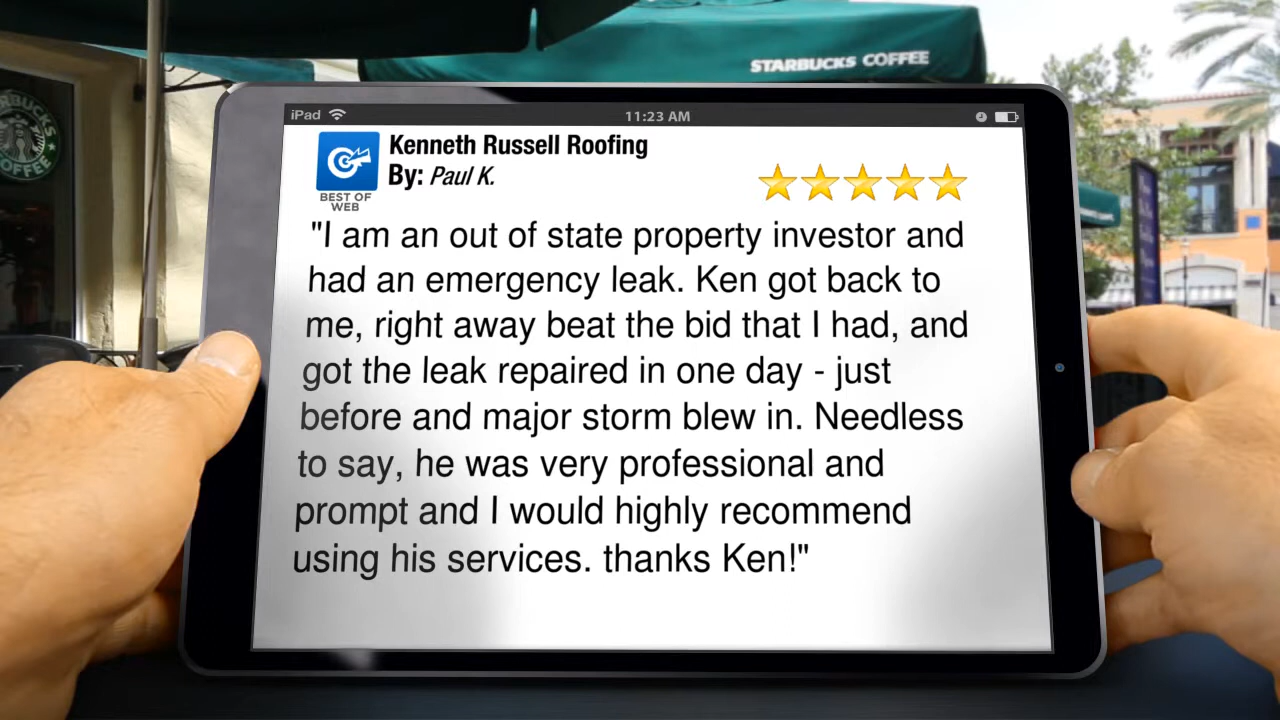 STARBUCKS COFFEE
iPad
11:23 AM
Kenneth Russell Roofing
By: Paul K.
BEST OF
WEB
"I am an out of state property investor and
had an emergency leak. Ken got back to
me, right away beat the bid that I had, and
got the leak repaired in one day - just
before and major storm blew in. Needless
to say, he was very professional and
prompt and I would highly recommend
using his services. thanks Ken!"